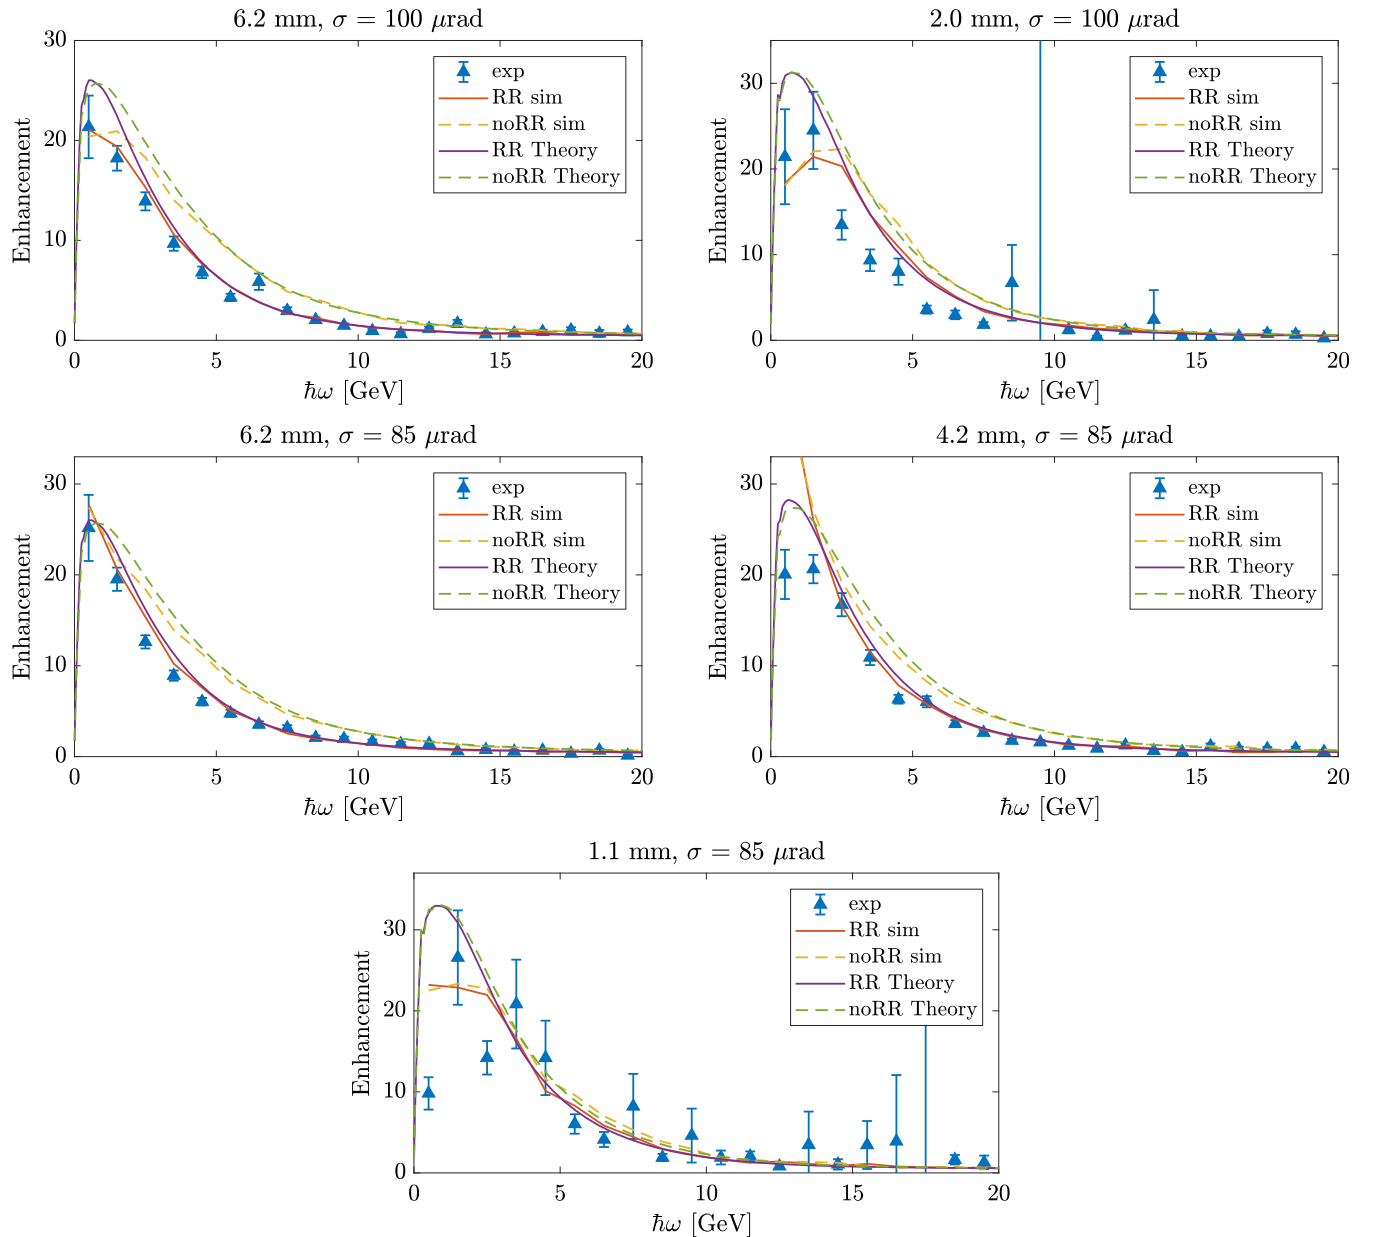 6.2 mm, σ = 100 μrad
30
20
10
0
0 5 10 15 20
Enhancement
ħω [GeV]
exp
RR sim
noRR sim
RR Theory
noRR Theory
2.0 mm, σ = 100 μrad
30
20
10
0
0 5 10 15 20
Enhancement
ħω [GeV]
exp
RR sim
noRR sim
RR Theory
noRR Theory
6.2 mm, σ = 85 μrad
30
20
10
0
0 5 10 15 20
Enhancement
ħω [GeV]
exp
RR sim
noRR sim
RR Theory
noRR Theory
4.2 mm, σ = 85 μrad
30
20
10
0
0 5 10 15 20
Enhancement
ħω [GeV]
exp
RR sim
noRR sim
RR Theory
noRR Theory
1.1 mm, σ = 85 μrad
30
20
10
0
0 5 10 15 20
Enhancement
ħω [GeV]
exp
RR sim
noRR sim
RR Theory
noRR Theory